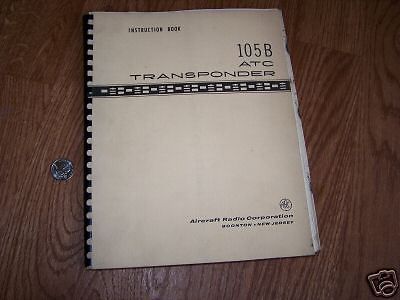 INSTRUCTION BOOK
105B
ATC
TRANSPONDER
Aircraft Radio Corporation
BOONTON • NEW JERSEY